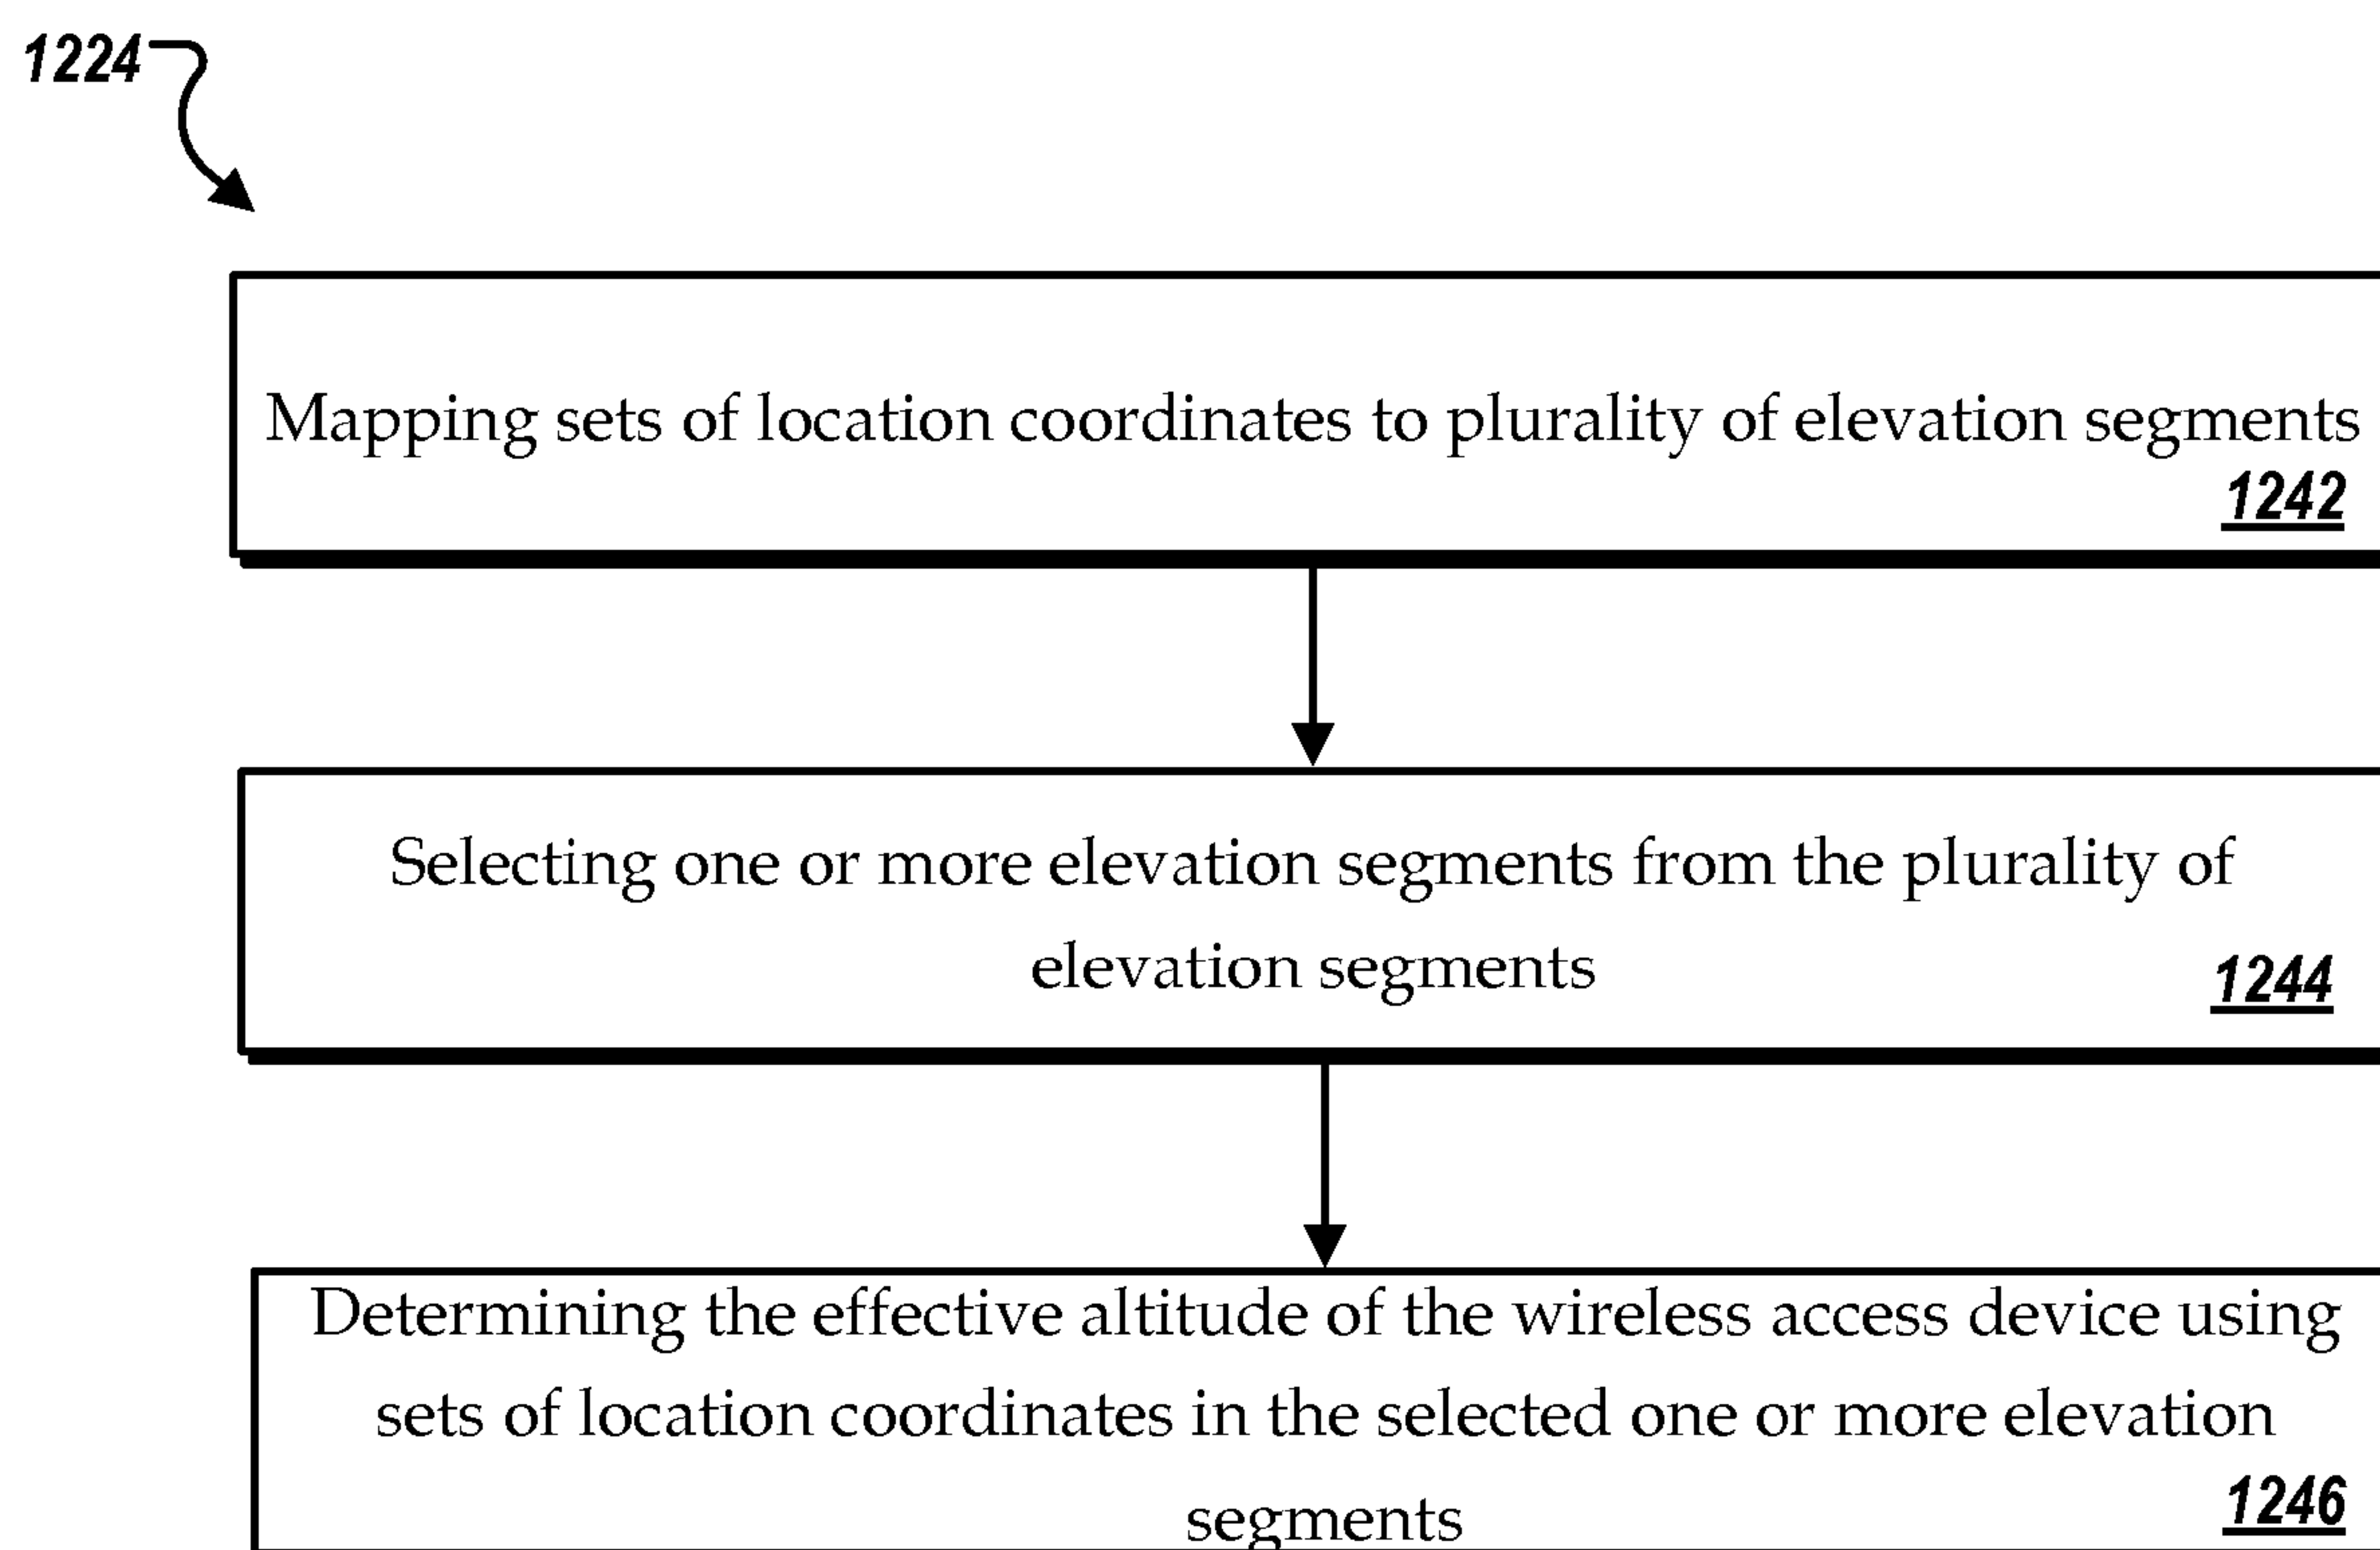 1224
Mapping sets of location coordinates to plurality of elevation segments
1242
Selecting one or more elevation segments from the plurality of
elevation segments
1244
Determining the effective altitude of the wireless access device using
sets of location coordinates in the selected one or more elevation
segments
1246